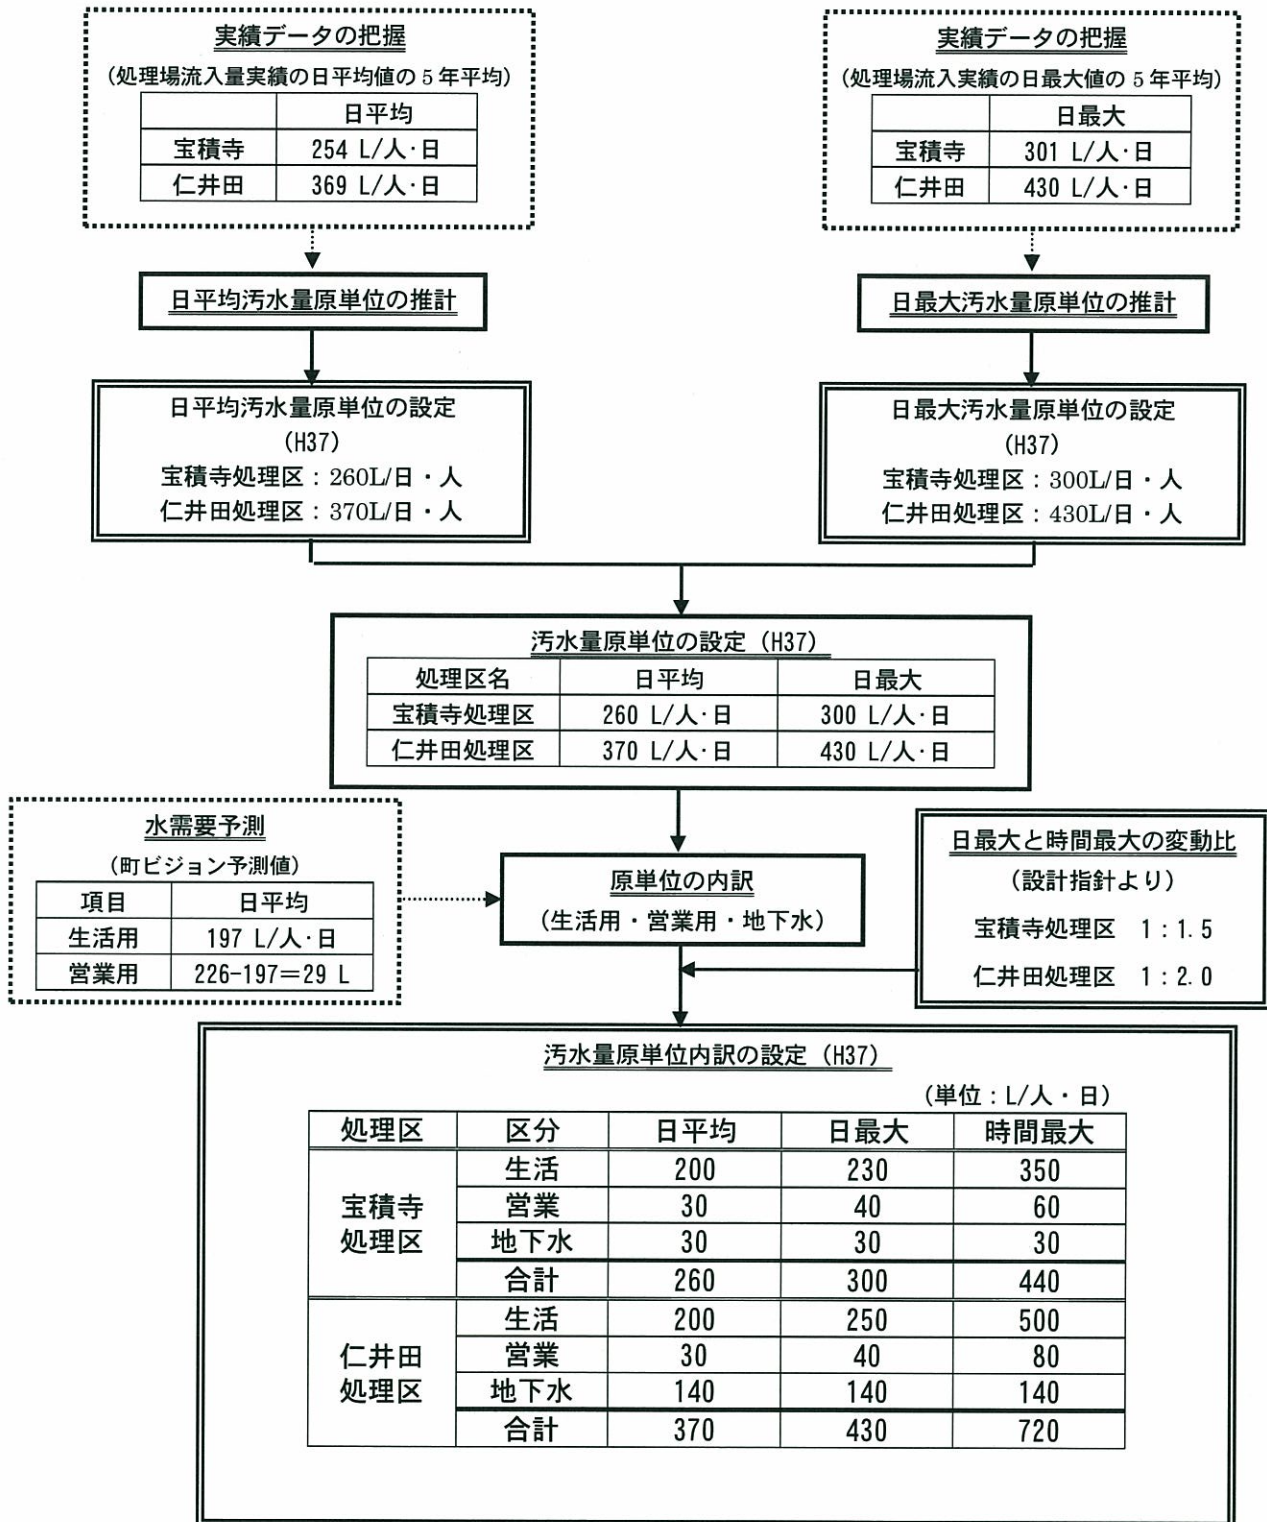 実績データの把握
(処理場流入量実績の日平均値の5年平均)
日平均
宝積寺 254 L/人・日
仁井田 369 L/人・日
実績データの把握
(処理場流入実績の日最大値の5年平均)
日最大
宝積寺 301 L/人・日
仁井田 430 L/人・日
日平均汚水量原単位の推計
日最大汚水量原単位の推計
日平均汚水量原単位の設定
(H37)
宝積寺処理区：260L/日・人
仁井田処理区：370L/日・人
日最大汚水量原単位の設定
(H37)
宝積寺処理区：300L/日・人
仁井田処理区：430L/日・人
汚水量原単位の設定（H37）
処理区名 日平均 日最大
宝積寺処理区 260 L/人・日 300 L/人・日
仁井田処理区 370 L/人・日 430 L/人・日
水需要予測
(町ビジョン予測値)
項目 日平均
生活用 197 L/人・日
営業用 226-197=29 L
原単位の内訳
(生活用・営業用・地下水)
日最大と時間最大の変動比
(設計指針より)
宝積寺処理区 1：1.5
仁井田処理区 1：2.0
汚水量原単位内訳の設定（H37）
(単位：L/人・日)
処理区 区分 日平均 日最大 時間最大
宝積寺
処理区
生活 200 230 350
営業 30 40 60
地下水 30 30 30
合計 260 300 440
仁井田
処理区
生活 200 250 500
営業 30 40 80
地下水 140 140 140
合計 370 430 720